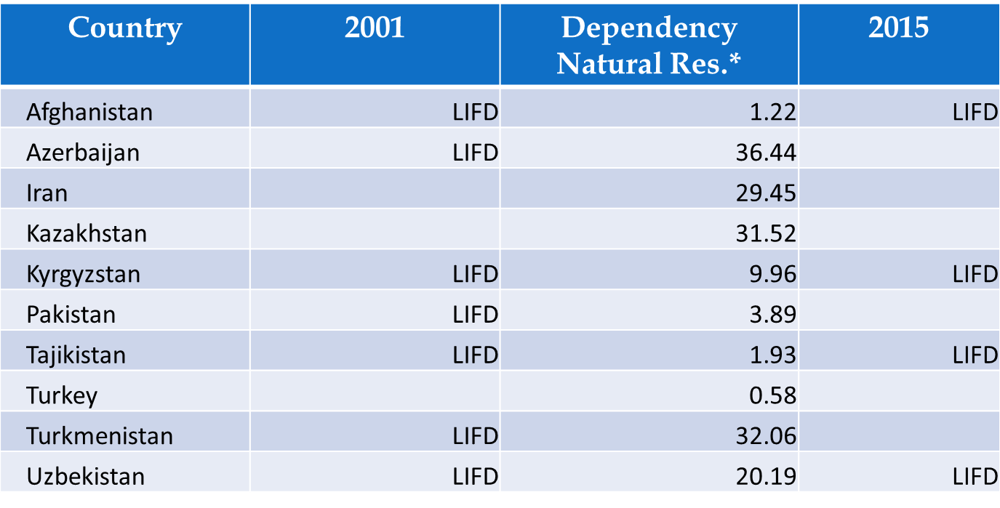 Country 2001 Dependency Natural Res.* 2015
Afghanistan LIFD 1.22 LIFD
Azerbaijan LIFD 36.44
Iran 29.45
Kazakhstan 31.52
Kyrgyzstan LIFD 9.96 LIFD
Pakistan LIFD 3.89
Tajikistan LIFD 1.93 LIFD
Turkey 0.58
Turkmenistan LIFD 32.06
Uzbekistan LIFD 20.19 LIFD